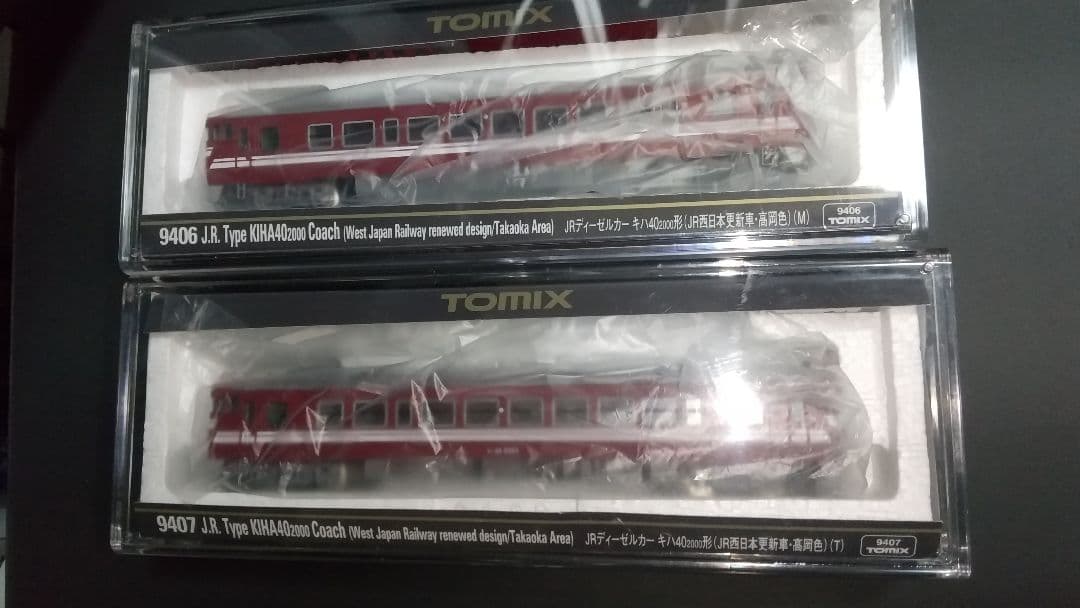 TOMIX
9406 J.R. Type KIHA402000 Coach (West Japan Railway renewed design/Takaoka Area) JRディーゼルカー キハ402000形(JR西日本更新車・高岡色)(M) 9406 TOMIX
TOMIX
9407 J.R. Type KIHA402000 Coach (West Japan Railway renewed design/Takaoka Area) JRディーゼルカー キハ402000形(JR西日本更新車・高岡色)(T) 9407 TOMIX